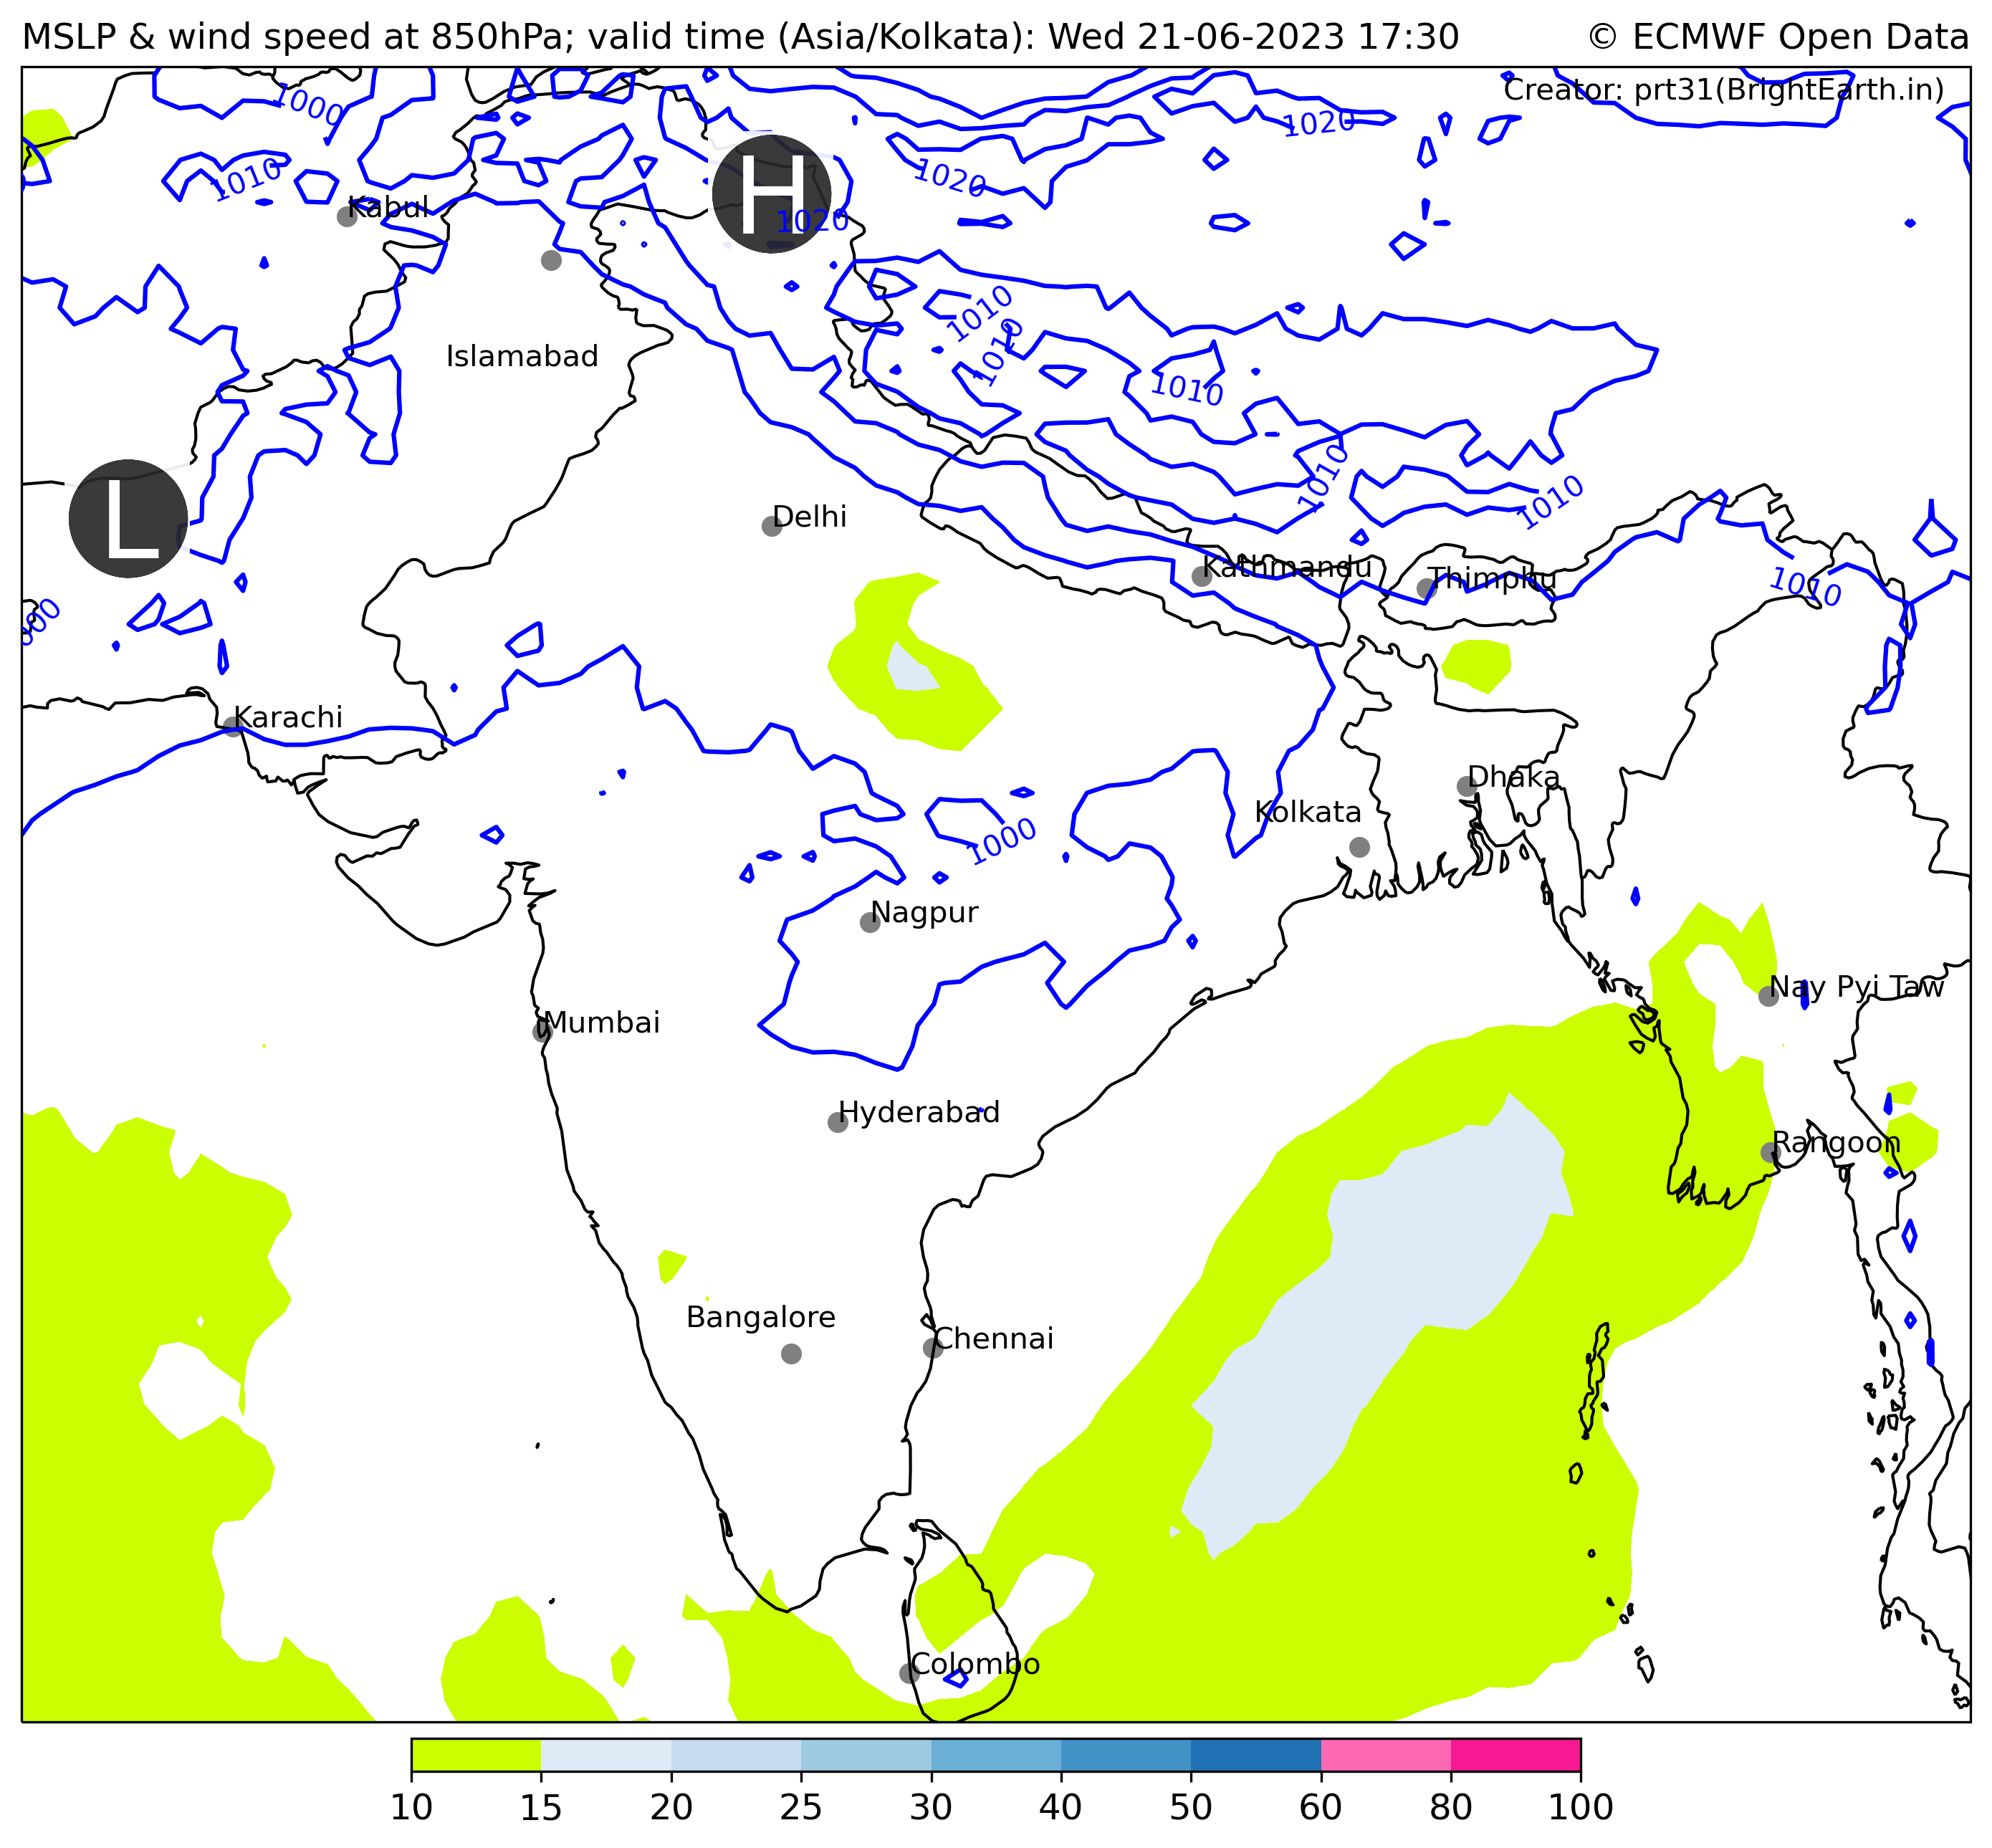 MSLP & wind speed at 850hPa; valid time (Asia/Kolkata): Wed 21-06-2023 17:30
© ECMWF Open Data
Creator: prt31(BrightEarth.in)
1000
1020
1010
1020
H
Kabul
1020
1010
Islamabad
1010
1010
L
Delhi
1010
1010
Kathmandu
Thimphu
1010
Karachi
Dhaka
Kolkata
1000
Nagpur
Nay Pyi Taw
Mumbai
Hyderabad
Rangoon
Bangalore
Chennai
Colombo
10 15 20 25 30 40 50 60 80 100